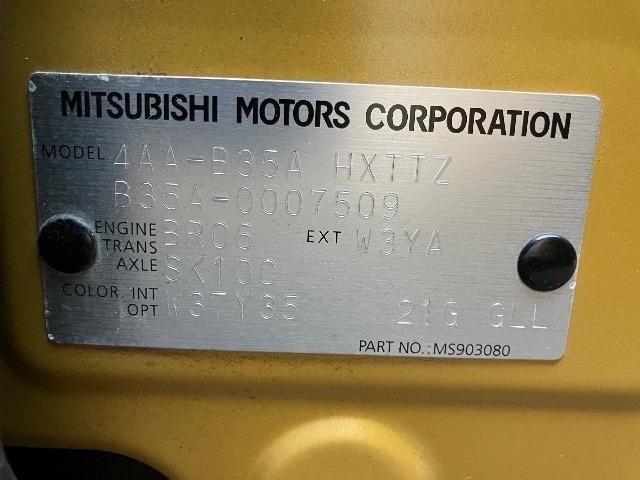 MITSUBISHI MOTORS CORPORATION
MODEL 4AA-B35A HXTTZ
B35A-0007509
ENGINE BR06 EXT W3YA
TRANS
AXLE SK10C
COLOR. INT W37Y35 21G GLL
OPT
PART NO.:MS903080